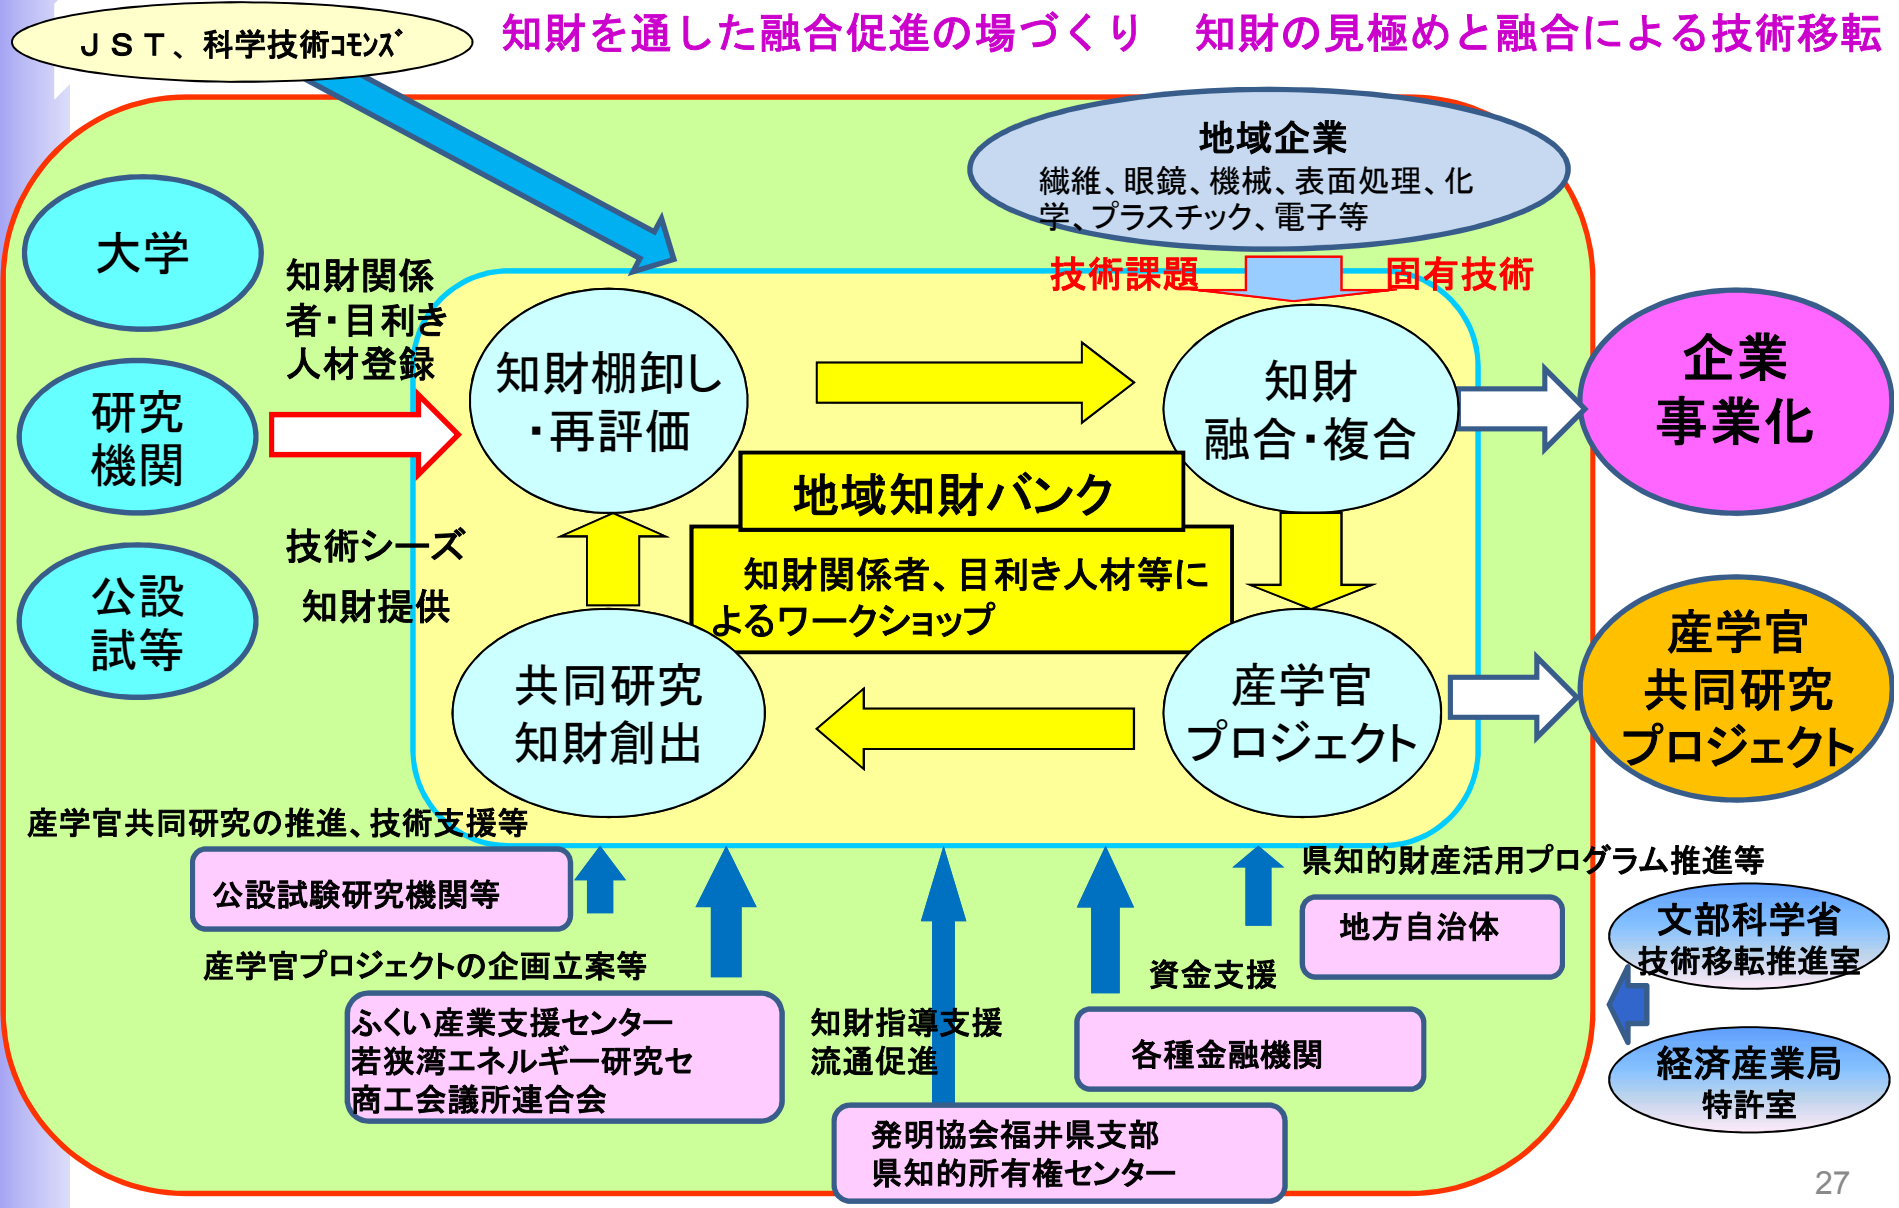 知財を通した融合促進の場づくり　知財の見極めと融合による技術移転
ＪＳＴ、科学技術ｺﾓﾝｽﾞ
地域企業
繊維、眼鏡、機械、表面処理、化
学、プラスチック、電子等
技術課題
固有技術
大学
研究
機関
公設
試等
知財関係
者・目利き
人材登録
技術シーズ
知財提供
知財棚卸し
・再評価
知財
融合・複合
地域知財バンク
知財関係者、目利き人材等に
よるワークショップ
共同研究
知財創出
産学官
プロジェクト
企業
事業化
産学官
共同研究
プロジェクト
産学官共同研究の推進、技術支援等
公設試験研究機関等
産学官プロジェクトの企画立案等
ふくい産業支援センター
若狭湾エネルギー研究セ
商工会議所連合会
知財指導支援
流通促進
発明協会福井県支部
県知的所有権センター
資金支援
各種金融機関
県知的財産活用プログラム推進等
地方自治体
文部科学省
技術移転推進室
経済産業局
特許室
27